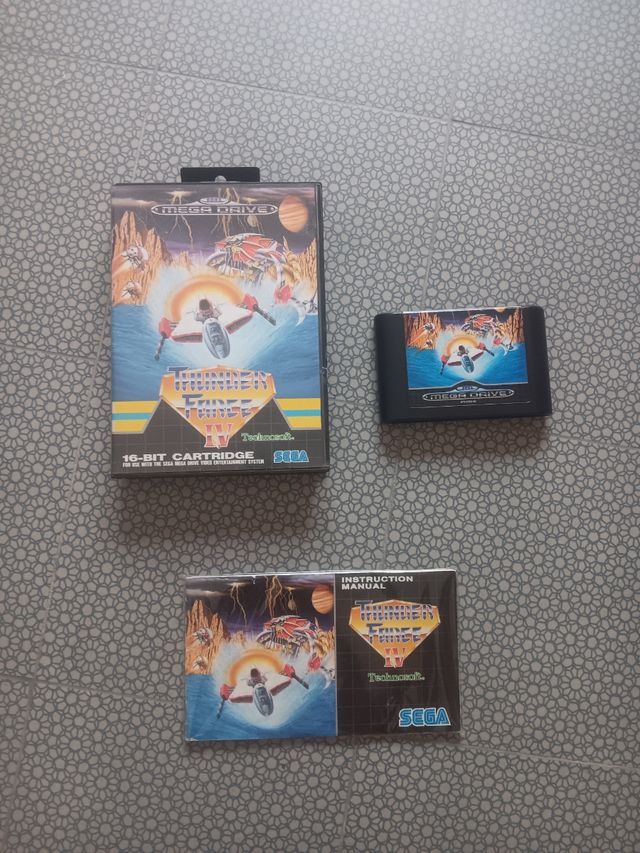 SEGA
MEGA DRIVE
THUNDER
FORCE
IV
Technosoft.
16-BIT CARTRIDGE
FOR USE WITH THE SEGA MEGA DRIVE VIDEO ENTERTAINMENT SYSTEM
SEGA
MEGA DRIVE
INSTRUCTION
MANUAL
THUNDER
FORCE
IV
Technosoft.
SEGA